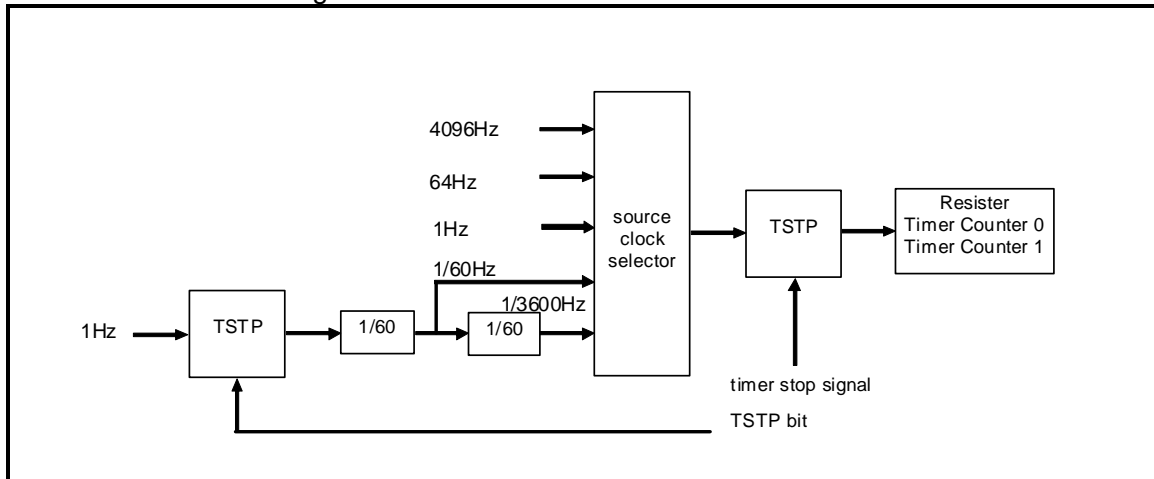 4096Hz
64Hz
1Hz
1/60Hz
1/3600Hz
1Hz
TSTP
1/60
1/60
source
clock
selector
TSTP
Resister
Timer Counter 0
Timer Counter 1
timer stop signal
TSTP bit